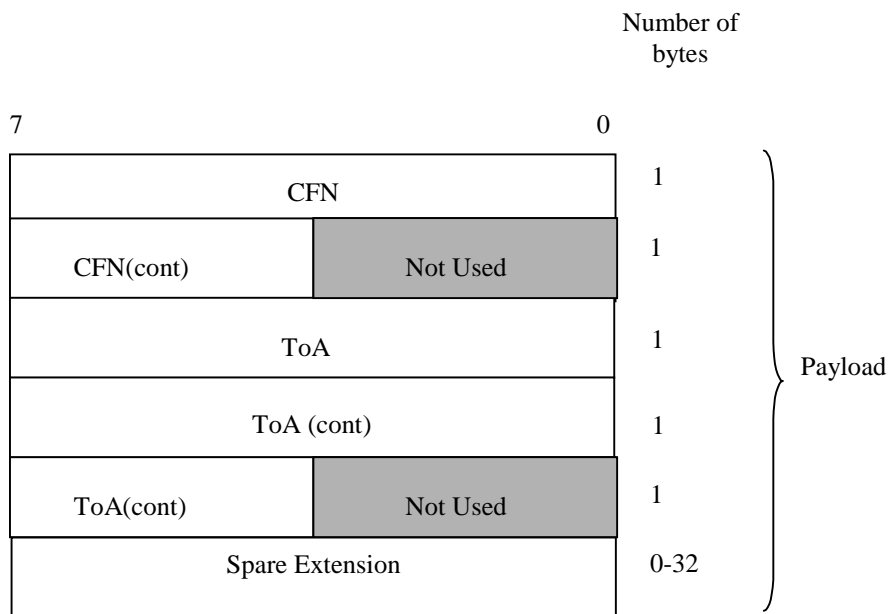 Number of
bytes
7 0
CFN 1
CFN(cont) Not Used 1
ToA 1
Payload
ToA (cont) 1
ToA(cont) Not Used 1
Spare Extension 0-32